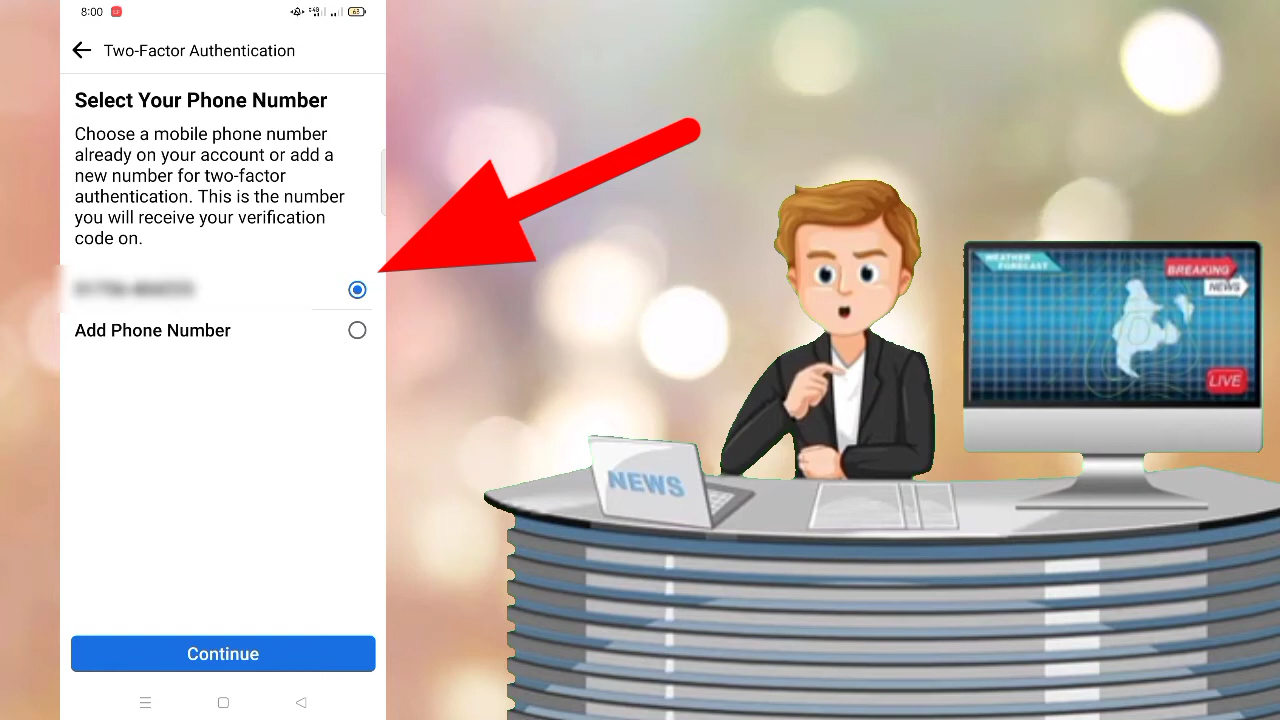 8:00
68
Two-Factor Authentication
Select Your Phone Number
Choose a mobile phone number
already on your account or add a
new number for two-factor
authentication. This is the number
you will receive your verification
code on.
Add Phone Number
Continue
NEWS
WEATHER
FORECAST
BREAKING
NEWS
LIVE